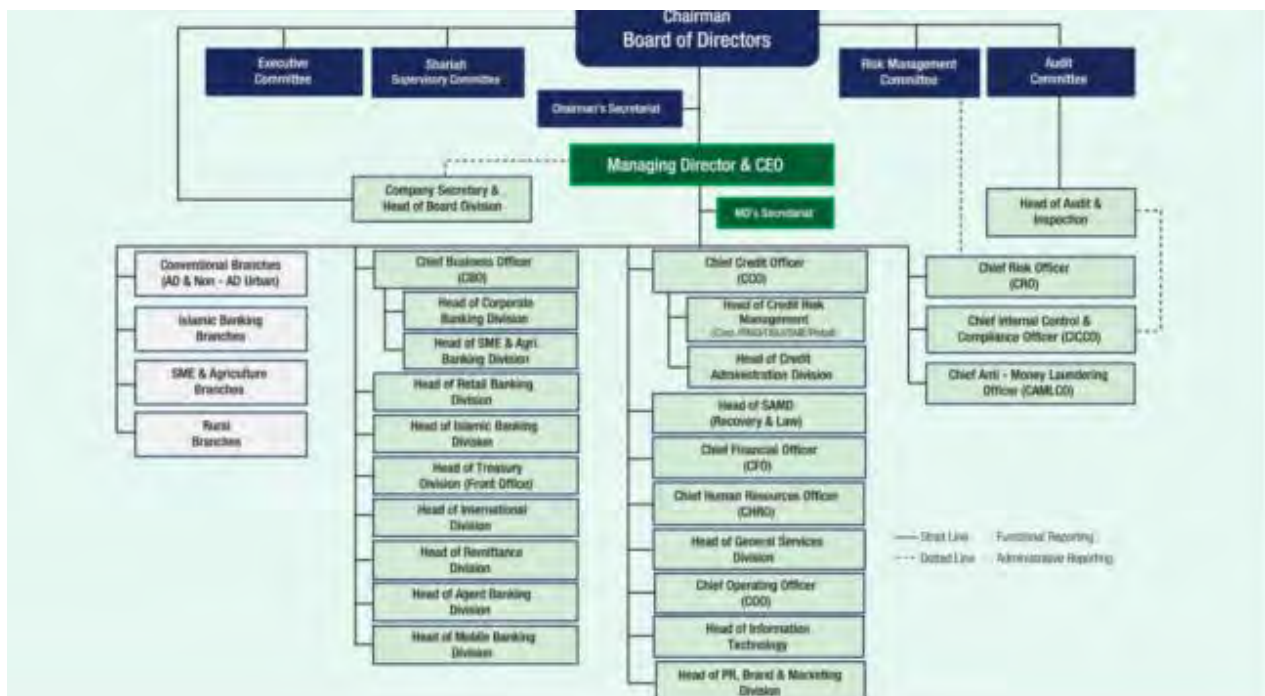 Chairman
Board of Directors
Executive
Committee
Shariah
Supervisory Committee
Risk Management
Committee
Audit
Committee
Chairman's Secretariat
Managing Director & CEO
Company Secretary &
Head of Board Division
MD's Secretariat
Head of Audit &
Inspection
Conventional Branches
(AD & Non - AD Urban)
Islamic Banking
Branches
SME & Agriculture
Branches
Rural
Branches
Chief Business Officer
(CBO)
Head of Corporate
Banking Division
Head of SME & Agri.
Banking Division
Head of Retail Banking
Division
Head of Islamic Banking
Division
Head of Treasury
Division (Front Office)
Head of International
Division
Head of Remittance
Division
Head of Agent Banking
Division
Head of Mobile Banking
Division
Chief Credit Officer
(CCO)
Head of Credit Risk
Management
Head of Credit
Administration Division
Head of SAMD
(Recovery & Law)
Chief Financial Officer
(CFO)
Chief Human Resources Officer
(CHRO)
Head of General Services
Division
Chief Operating Officer
(COO)
Head of Information
Technology
Head of PR, Brand & Marketing
Division
Chief Risk Officer
(CRO)
Chief Internal Control &
Compliance Officer (CICCO)
Chief Anti - Money Laundering
Officer (CAMLCO)
Strait Line Functional Reporting
Dotted Line Administrative Reporting